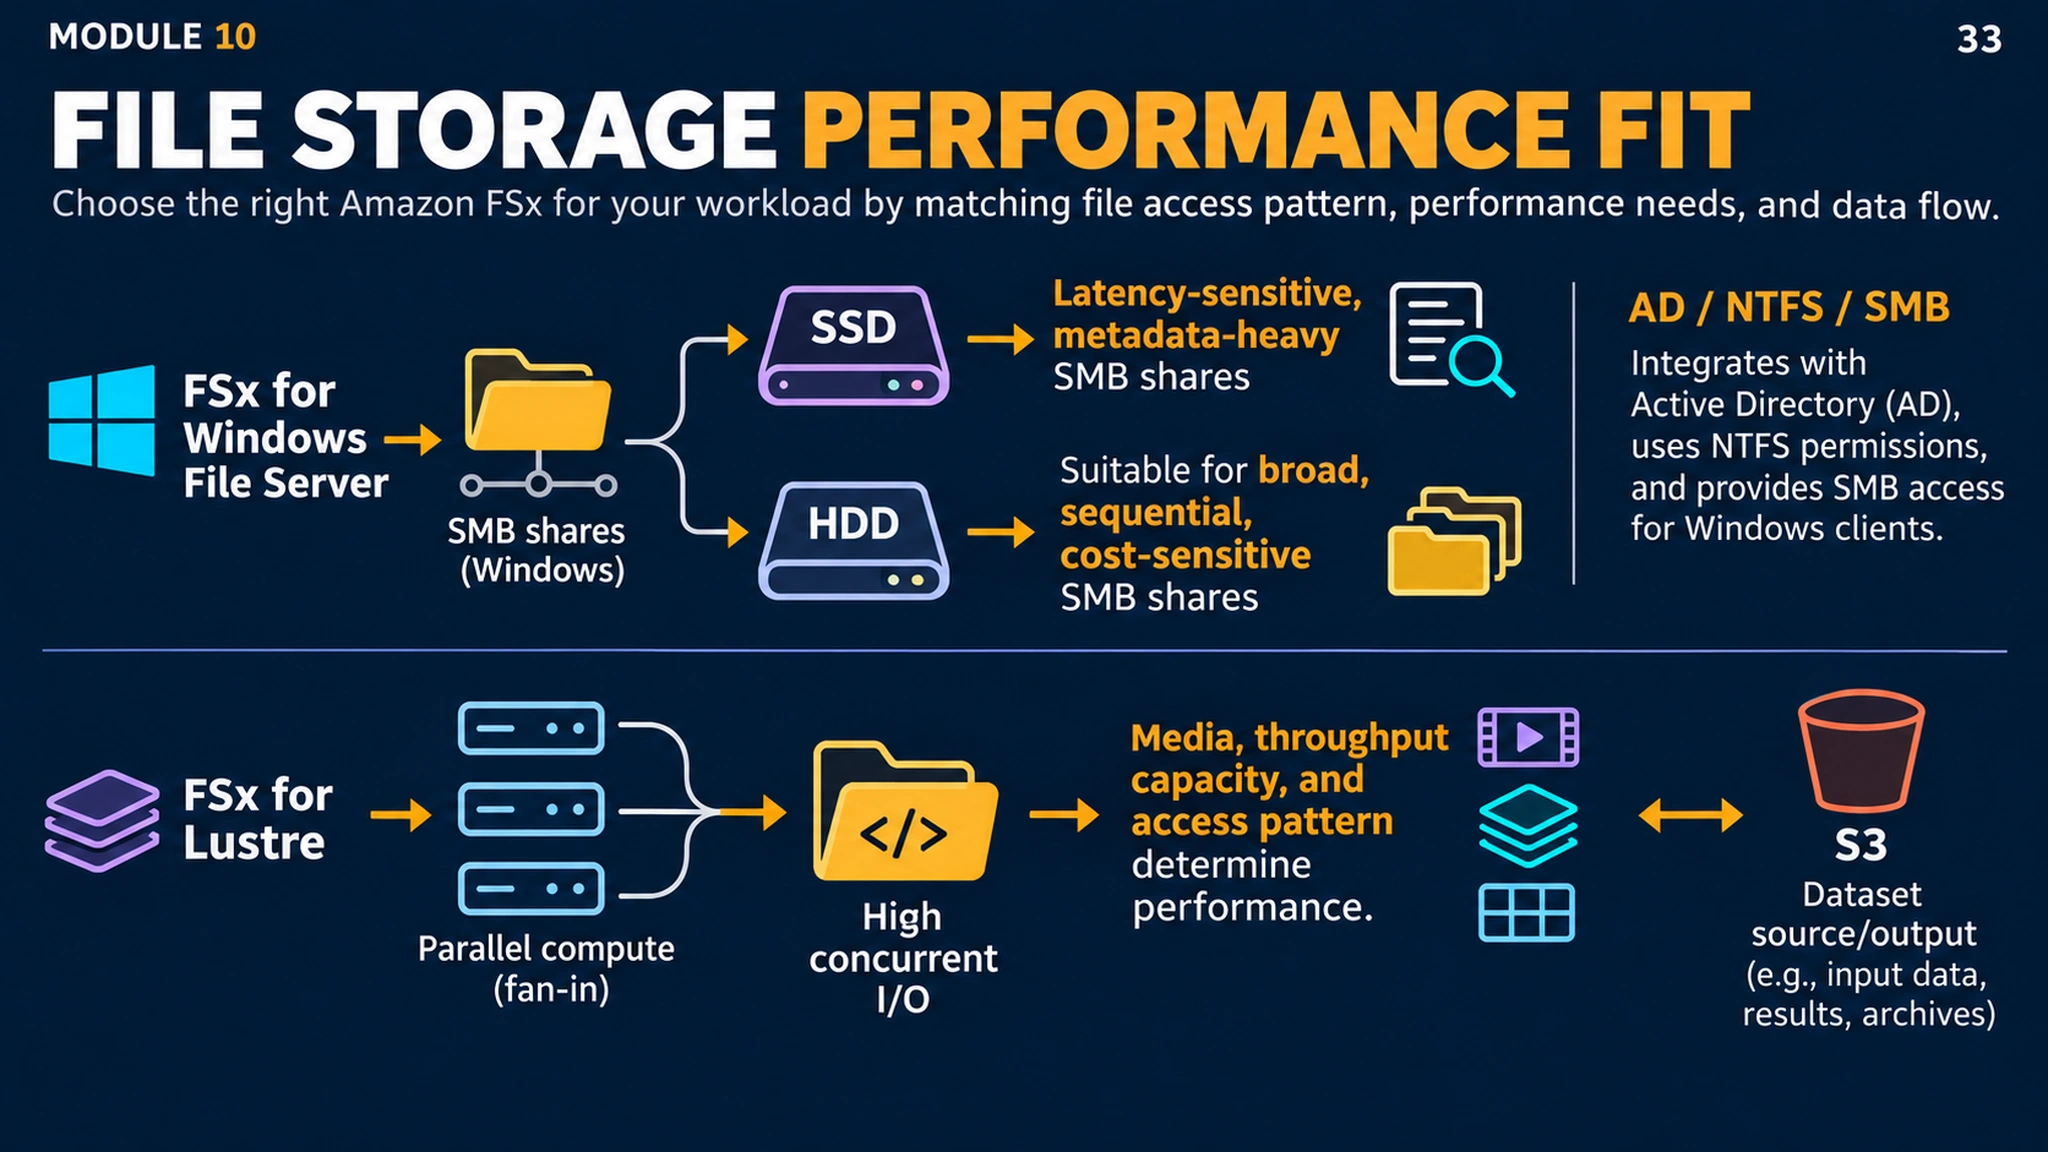 MODULE 10
33
FILE STORAGE PERFORMANCE FIT
Choose the right Amazon FSx for your workload by matching file access pattern, performance needs, and data flow.
FSx for
Windows
File Server
SMB shares
(Windows)
SSD
Latency-sensitive,
metadata-heavy
SMB shares
HDD
Suitable for broad,
sequential,
cost-sensitive
SMB shares
AD / NTFS / SMB
Integrates with
Active Directory (AD),
uses NTFS permissions,
and provides SMB access
for Windows clients.
FSx for
Lustre
Parallel compute
(fan-in)
</>
High
concurrent
I/O
Media, throughput
capacity, and
access pattern
determine
performance.
S3
Dataset
source/output
(e.g., input data,
results, archives)